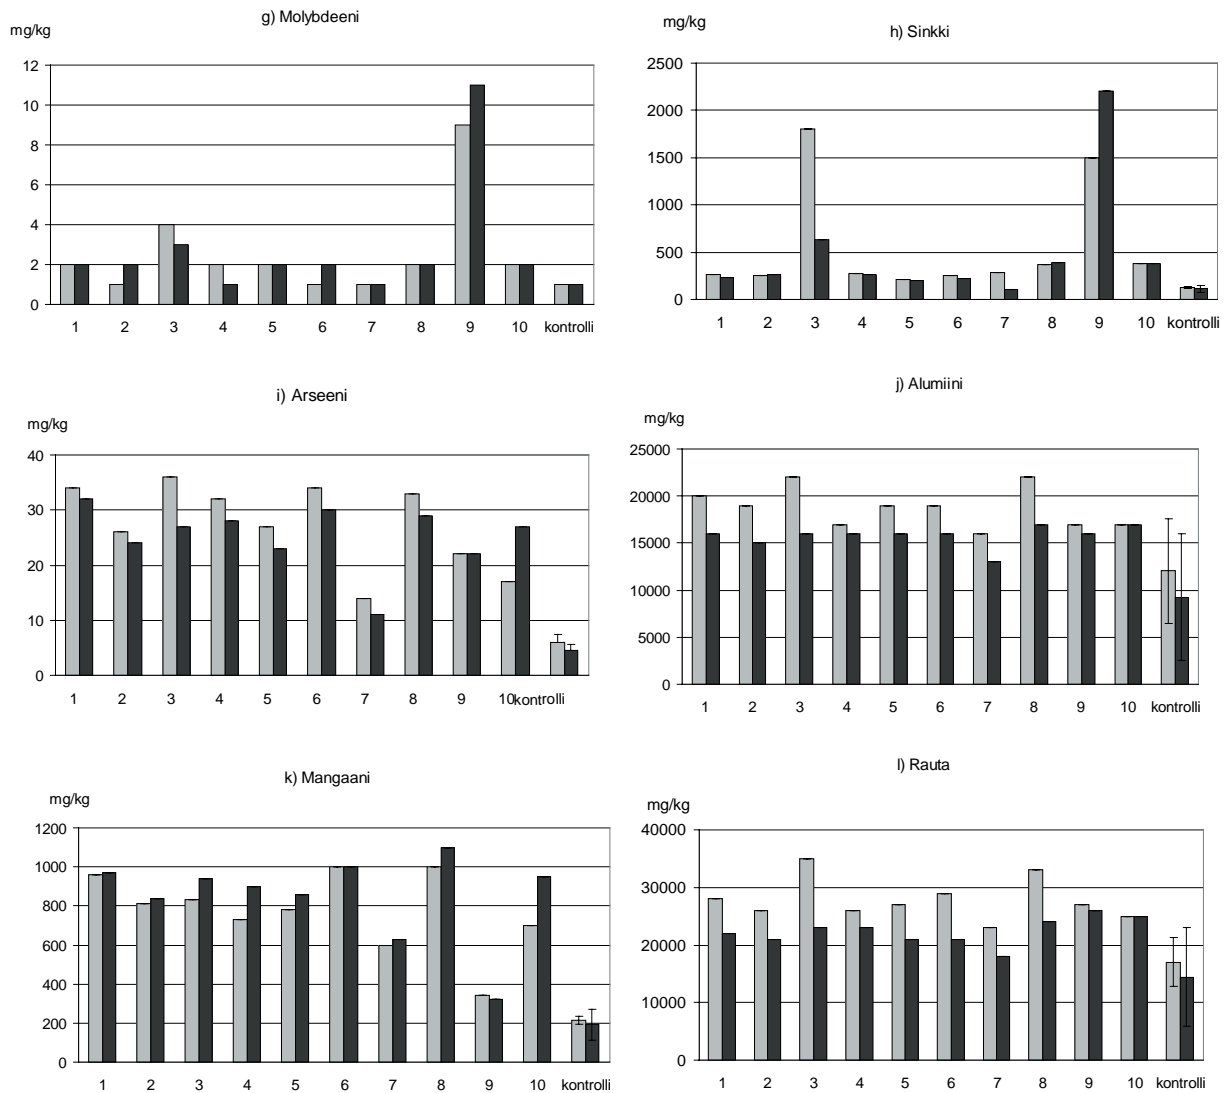 g) Molybdeeni
mg/kg
12
10
8
6
4
2
0
1 2 3 4 5 6 7 8 9 10 kontrolli
h) Sinkki
mg/kg
2500
2000
1500
1000
500
0
1 2 3 4 5 6 7 8 9 10 kontrolli
i) Arseeni
mg/kg
40
30
20
10
0
1 2 3 4 5 6 7 8 9 10kontrolli
j) Alumiini
mg/kg
25000
20000
15000
10000
5000
0
1 2 3 4 5 6 7 8 9 10 kontrolli
k) Mangaani
mg/kg
1200
1000
800
600
400
200
0
1 2 3 4 5 6 7 8 9 10 kontrolli
l) Rauta
mg/kg
40000
30000
20000
10000
0
1 2 3 4 5 6 7 8 9 10 kontrolli